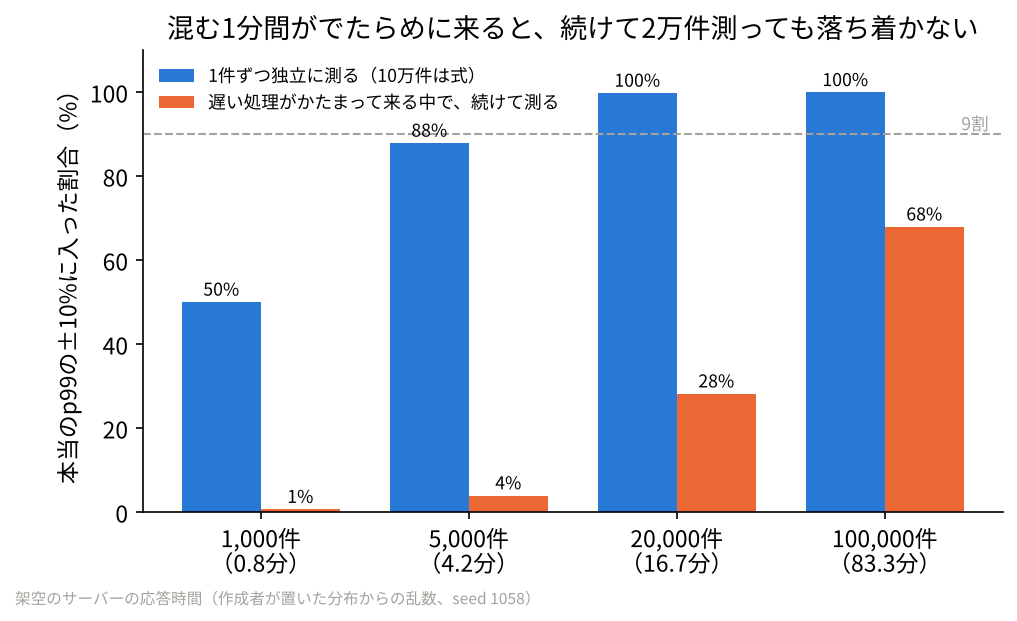 混む1分間がでたらめに来ると、続けて2万件測っても落ち着かない
1件ずつ独立に測る（10万件は式）
遅い処理がかたまって来る中で、続けて測る
本当のp99の±10%に入った割合（%）
100
80
60
40
20
0
9割
50%
1%
88%
4%
100%
28%
100%
68%
1,000件
（0.8分）
5,000件
（4.2分）
20,000件
（16.7分）
100,000件
（83.3分）
架空のサーバーの応答時間（作成者が置いた分布からの乱数、seed 1058）